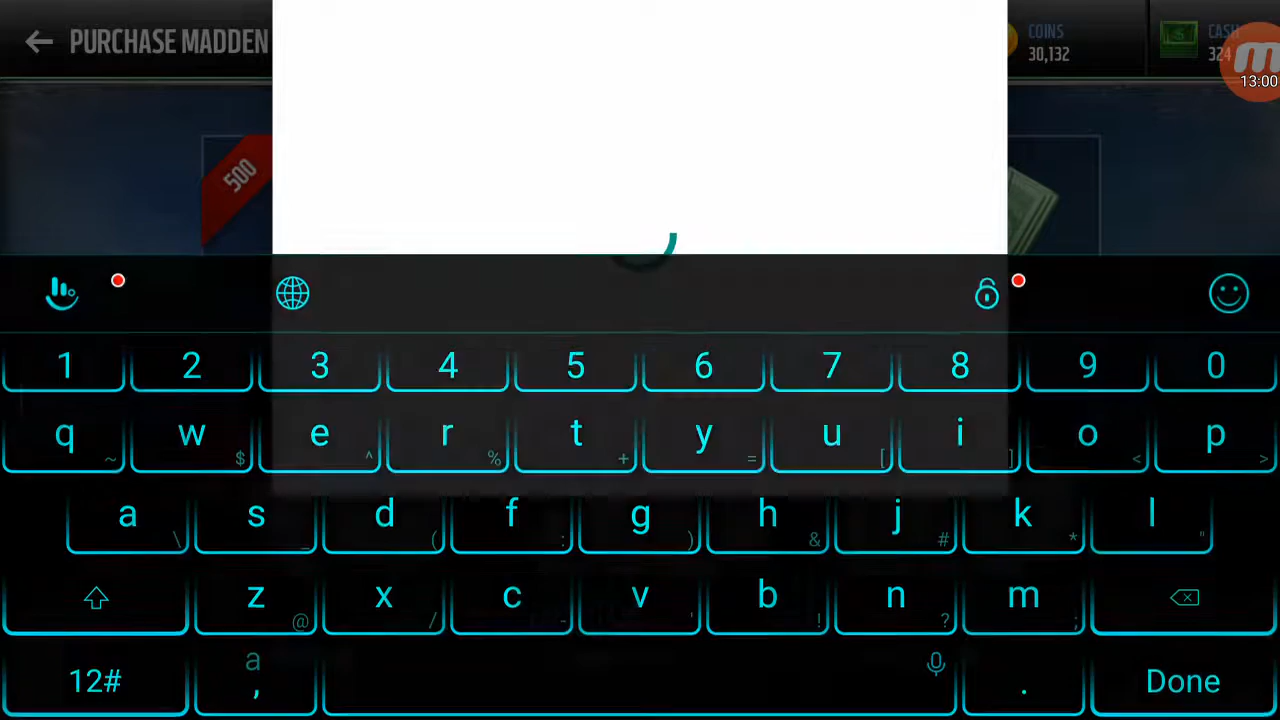 PURCHASE MADDEN
COINS
30,132
CASH
324
13:00
500
1 2 3 4 5 6 7 8 9 0
q w e r t y u i o p
~ $ ^ % + = [ ] < >
a s d f g h j k l
\ _ ( : ) & # * "
z x c v b n m
@ / - ' ! ? ;
12# a , . Done